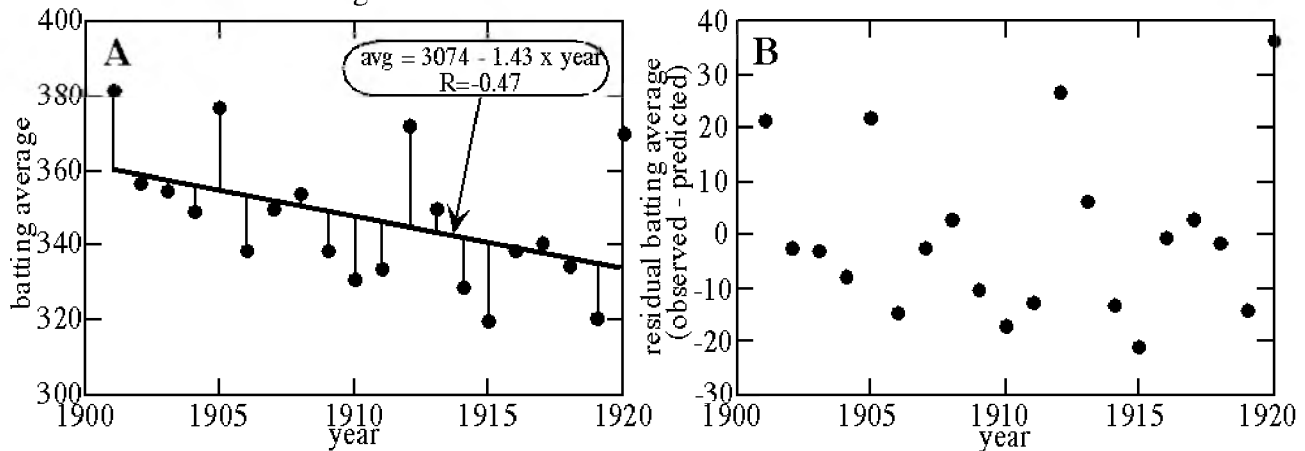 400
380
360
340
320
300
batting average
A
avg = 3074 - 1.43 x year
R=-0.47
1900
1905
1910
1915
1920
year
40
30
20
10
0
-10
-20
-30
residual batting average
(observed - predicted)
B
1900
1905
1910
1915
1920
year